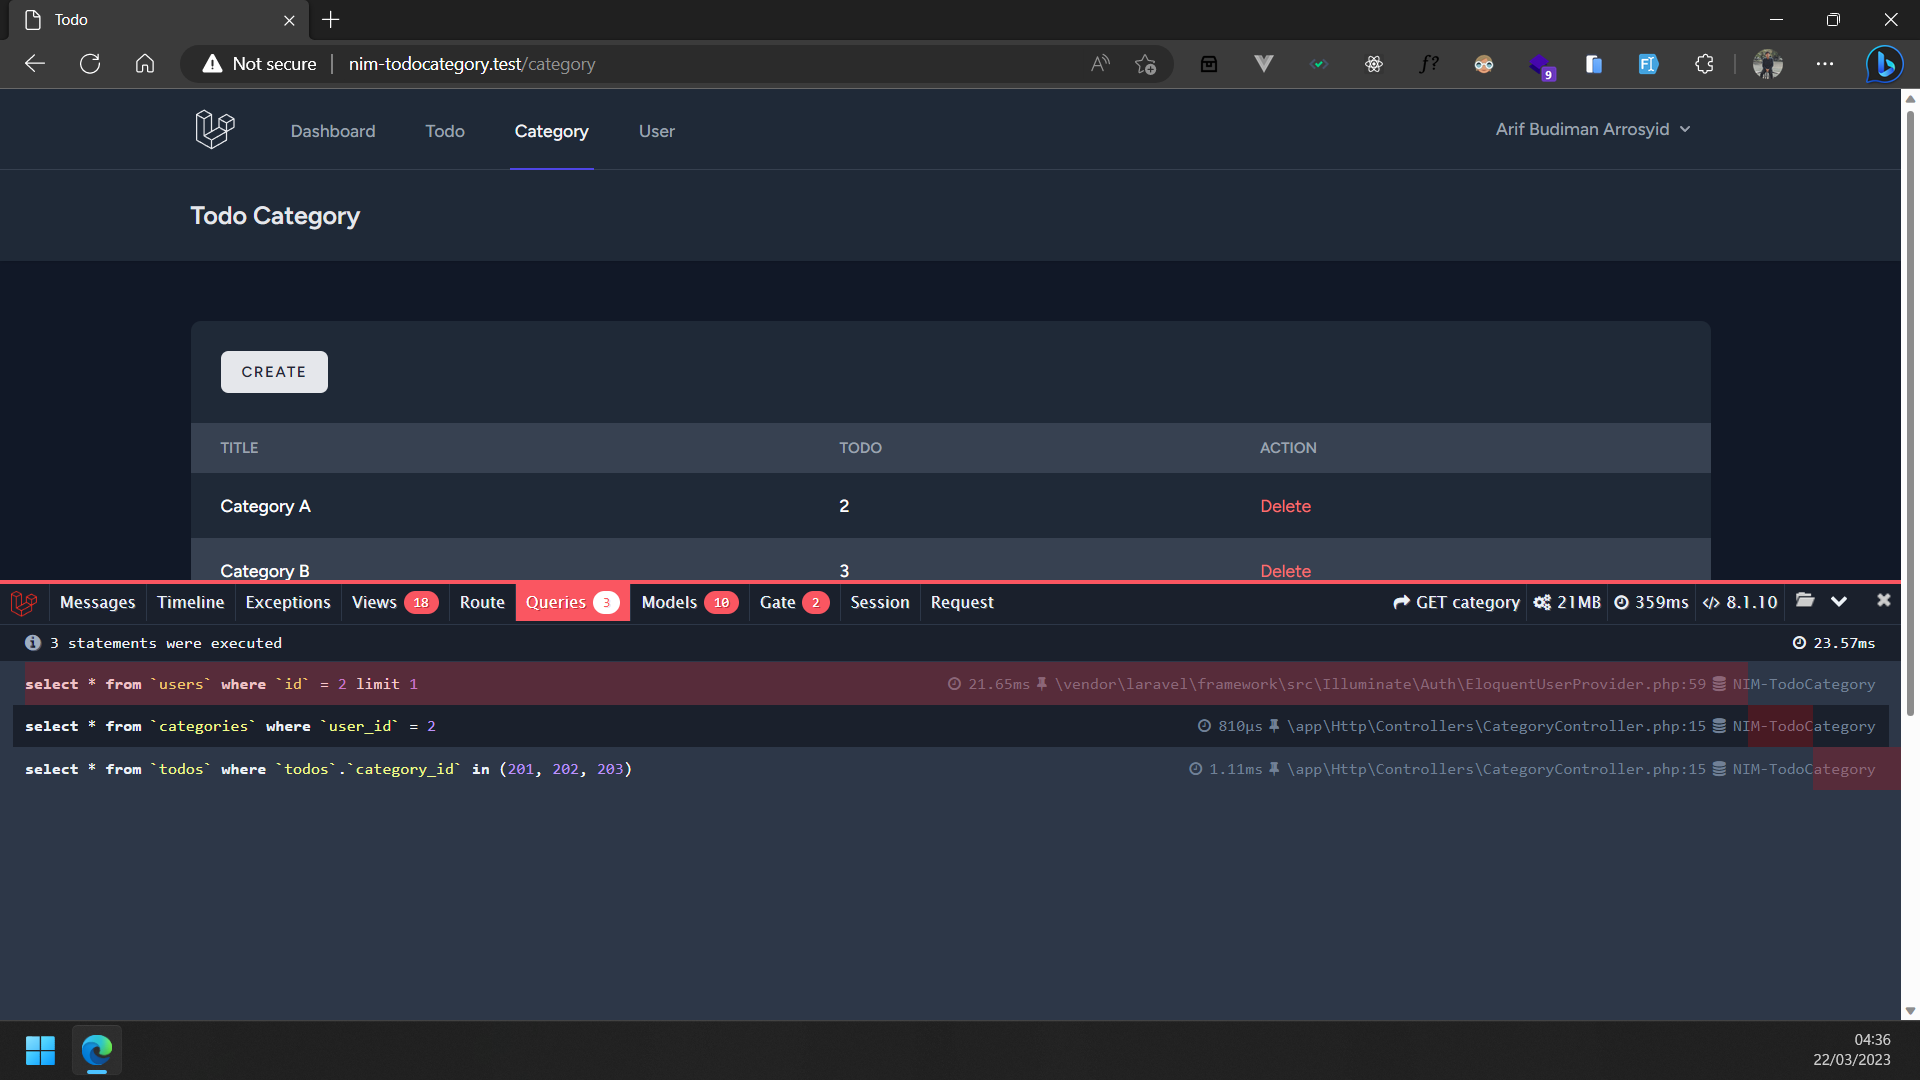 Todo
Not secure nim-todocategory.test/category
9
Dashboard Todo Category User Arif Budiman Arrosyid
Todo Category
CREATE
TITLE TODO ACTION
Category A 2 Delete
Category B 3 Delete
Messages Timeline Exceptions Views 18 Route Queries 3 Models 10 Gate 2 Session Request GET category 21MB 359ms 8.1.10
3 statements were executed 23.57ms
select * from `users` where `id` = 2 limit 1 21.65ms \vendor\laravel\framework\src\Illuminate\Auth\EloquentUserProvider.php:59 NIM-TodoCategory
select * from `categories` where `user_id` = 2 810μs \app\Http\Controllers\CategoryController.php:15 NIM-TodoCategory
select * from `todos` where `todos`.`category_id` in (201, 202, 203) 1.11ms \app\Http\Controllers\CategoryController.php:15 NIM-TodoCategory
04:36
22/03/2023